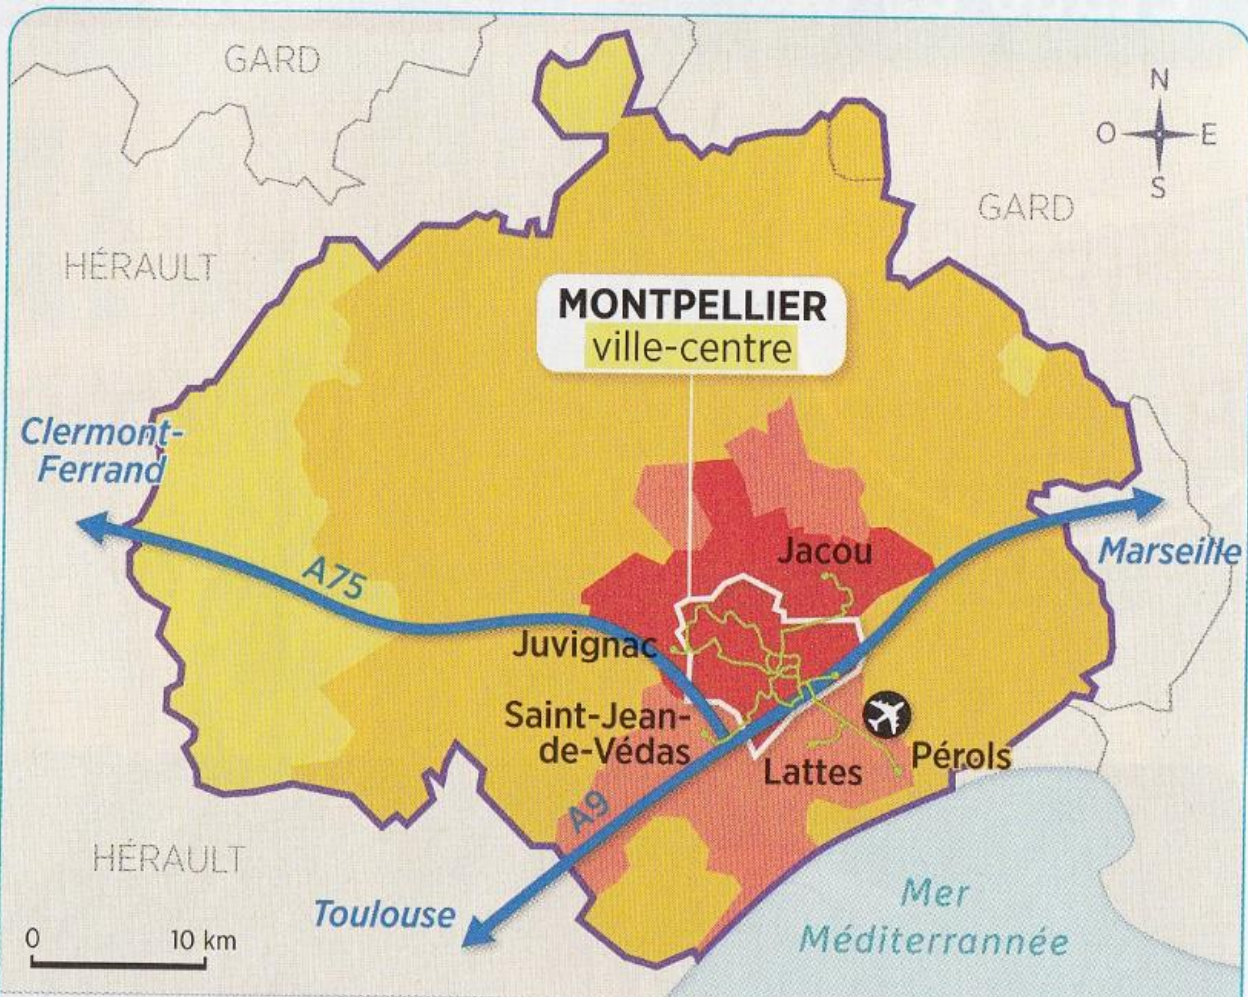 GARD
N
O E
S
GARD
HÉRAULT
MONTPELLIER
ville-centre
Clermont-
Ferrand
Marseille
Jacou
A75
Juvignac
Saint-Jean-
de-Védas
Pérols
Lattes
A9
HÉRAULT
Toulouse
Mer
Méditerrannée
0 10 km